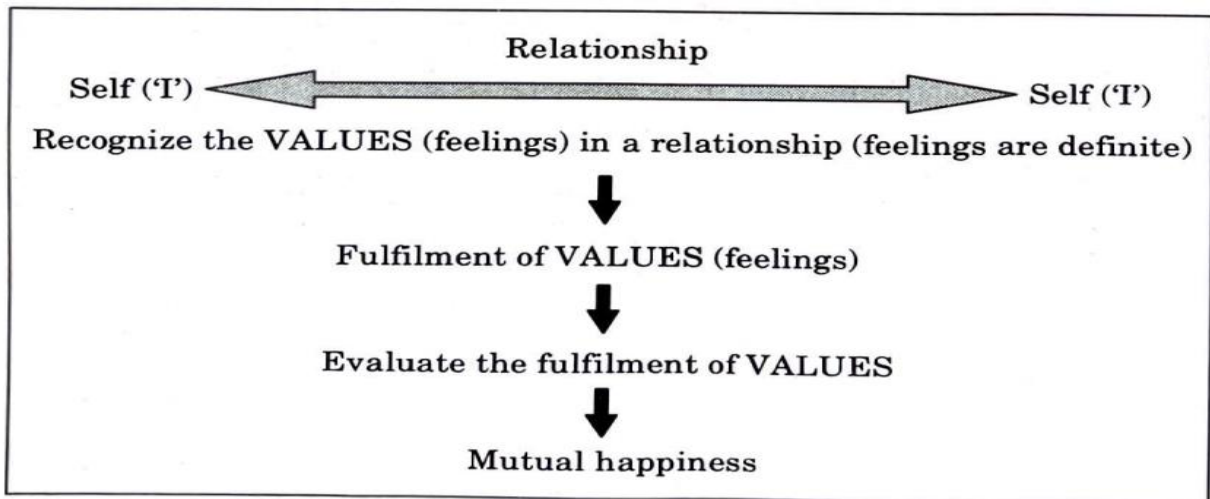 Relationship
Self (‘I’) Self (‘I’)
Recognize the VALUES (feelings) in a relationship (feelings are definite)
Fulfilment of VALUES (feelings)
Evaluate the fulfilment of VALUES
Mutual happiness